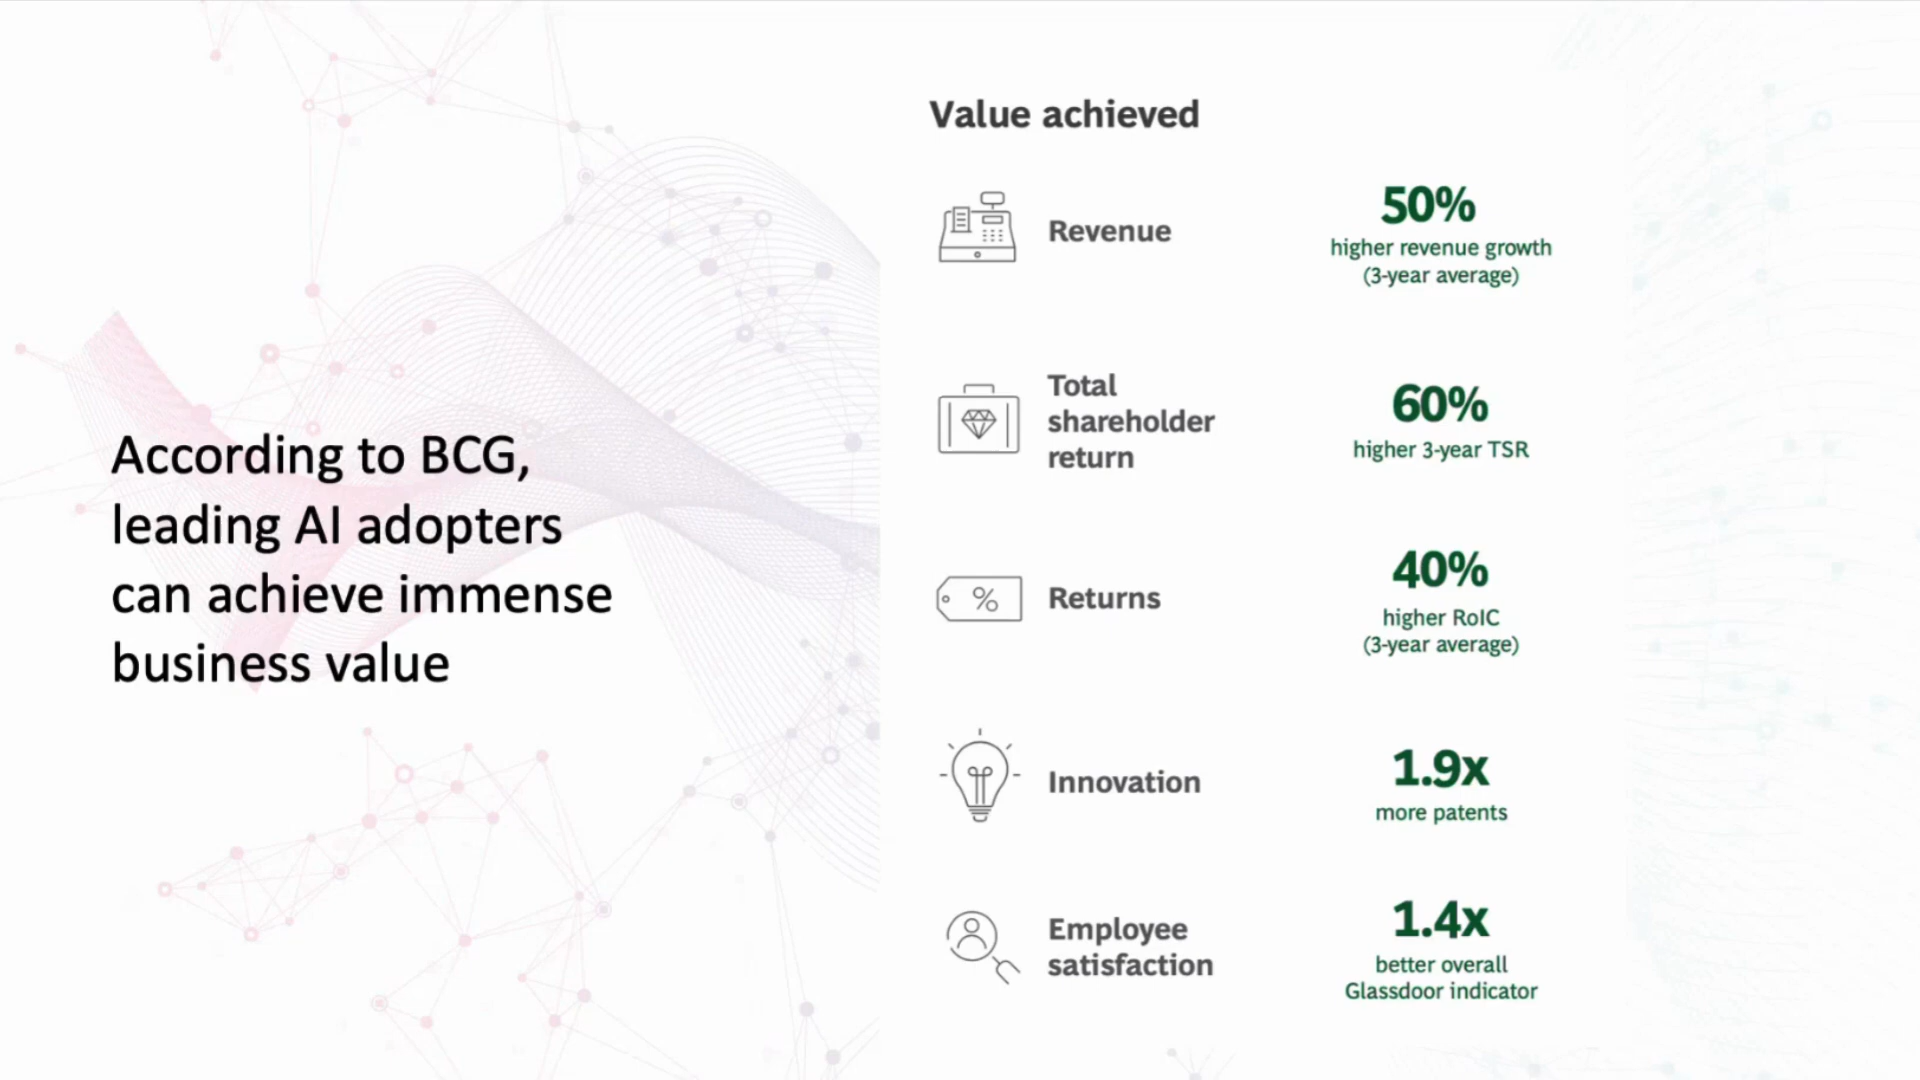 According to BCG,
leading AI adopters
can achieve immense
business value
Value achieved
Revenue
50%
higher revenue growth
(3-year average)
Total
shareholder
return
60%
higher 3-year TSR
%
Returns
40%
higher RoIC
(3-year average)
Innovation
1.9x
more patents
Employee
satisfaction
1.4x
better overall
Glassdoor indicator